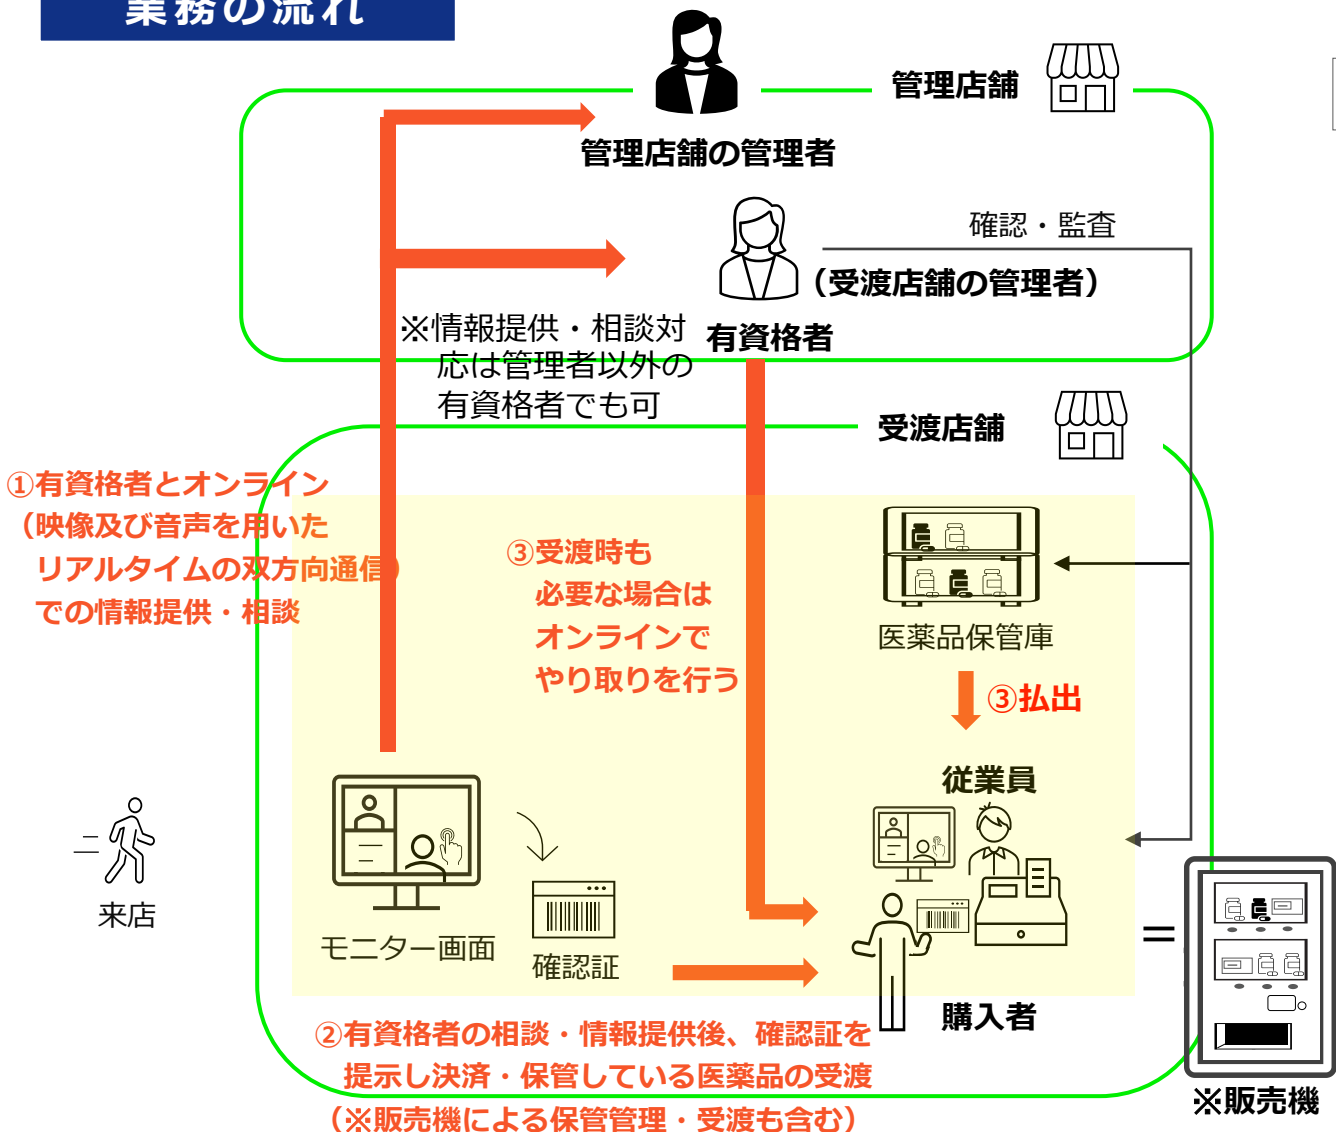 業務の流れ
管理店舗
管理店舗の管理者
確認・監査
（受渡店舗の管理者）
有資格者
※情報提供・相談対
応は管理者以外の
有資格者でも可
受渡店舗
①有資格者とオンライン
（映像及び音声を用いた
リアルタイムの双方向通信）
での情報提供・相談
③受渡時も
必要な場合は
オンラインで
やり取りを行う
医薬品保管庫
③払出
従業員
来店
モニター画面
確認証
＝
購入者
②有資格者の相談・情報提供後、確認証を
提示し決済・保管している医薬品の受渡
（※販売機による保管管理・受渡も含む）
※販売機